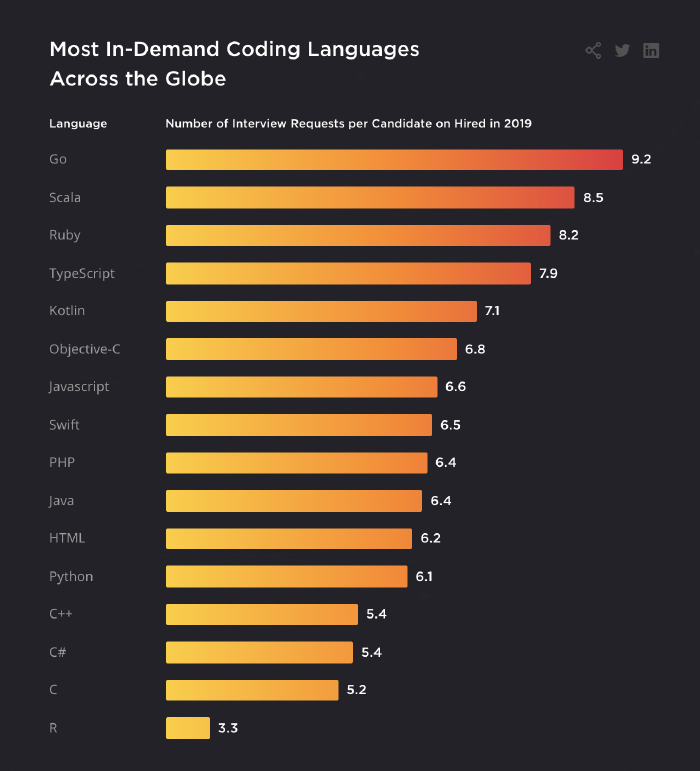 Most In-Demand Coding Languages
Across the Globe
Language Number of Interview Requests per Candidate on Hired in 2019
Go 9.2
Scala 8.5
Ruby 8.2
TypeScript 7.9
Kotlin 7.1
Objective-C 6.8
Javascript 6.6
Swift 6.5
PHP 6.4
Java 6.4
HTML 6.2
Python 6.1
C++ 5.4
C# 5.4
C 5.2
R 3.3